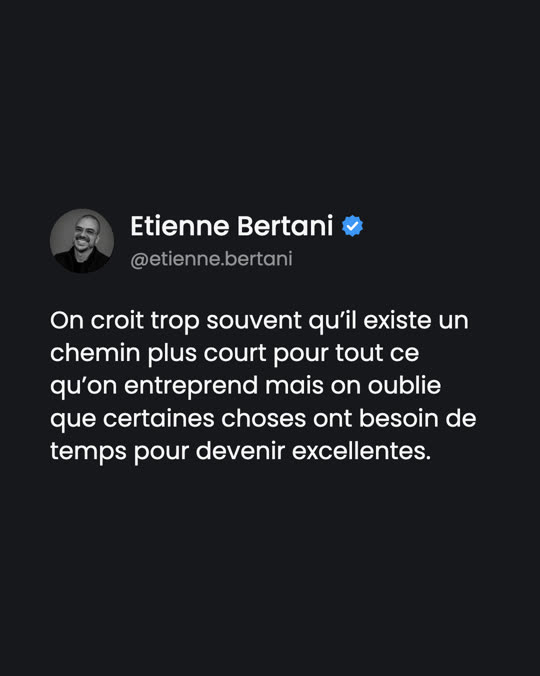 Etienne Bertani
@etienne.bertani
On croit trop souvent qu’il existe un
chemin plus court pour tout ce
qu’on entreprend mais on oublie
que certaines choses ont besoin de
temps pour devenir excellentes.